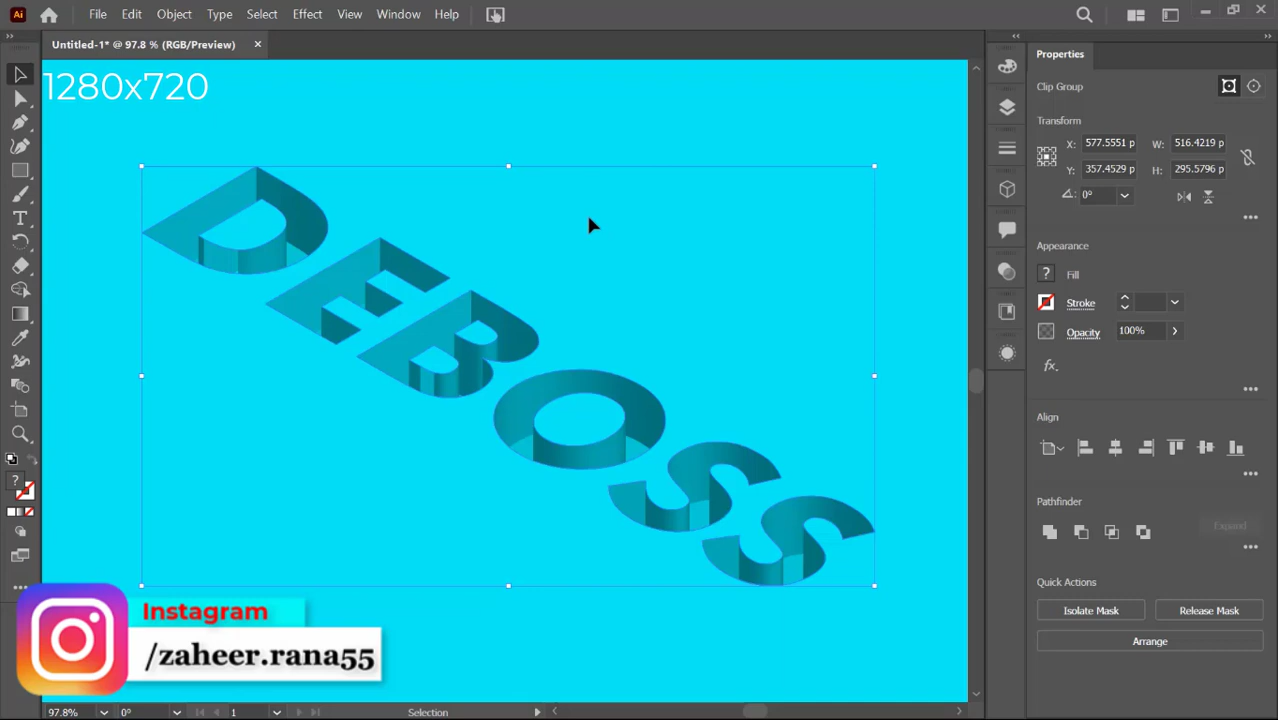 Ai File Edit Object Type Select Effect View Window Help
Untitled-1* @ 97.8 % (RGB/Preview)
1280x720
DEBOSS
Instagram
/zaheer.rana55
97.8% 0° 1 Selection
Properties
Clip Group
Transform
X: 577.5551 p W: 516.4219 p
Y: 357.4529 p H: 295.5796 p
0°
Appearance
? Fill
Stroke
Opacity 100%
fx.
Align
Pathfinder
Expand
Quick Actions
Isolate Mask Release Mask
Arrange